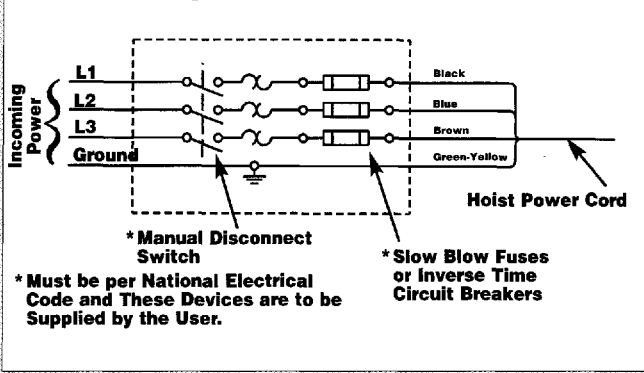 Incoming
Power
L1
L2
L3
Ground
Black
Blue
Brown
Green-Yellow
Hoist Power Cord
*Manual Disconnect
Switch
*Slow Blow Fuses
or Inverse Time
Circuit Breakers
*Must be per National Electrical
Code and These Devices are to be
Supplied by the User.